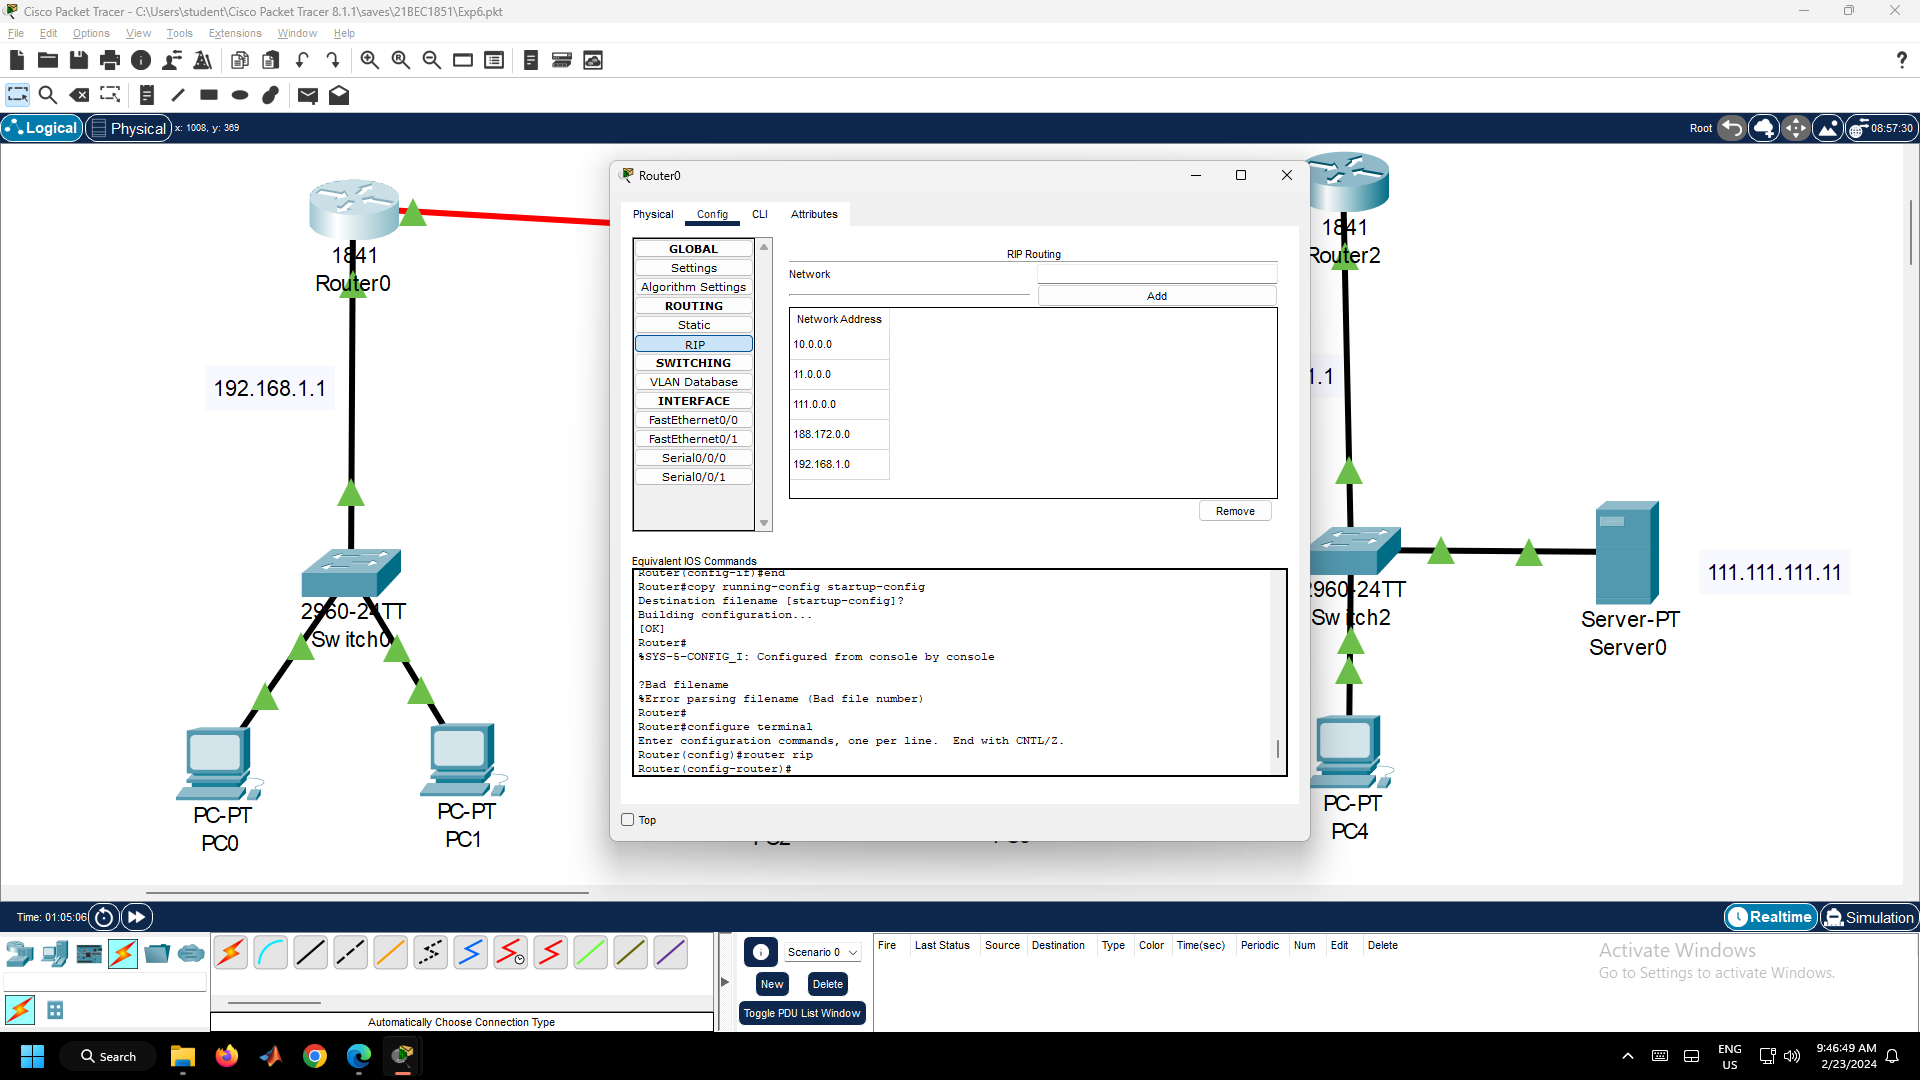 Cisco Packet Tracer - C:\Users\student\Cisco Packet Tracer 8.1.1\saves\21BEC1851\Exp6.pkt
File Edit Options View Tools Extensions Window Help
?
Logical Physical x: 1008, y: 369 Root 08:57:30
Router0
Physical Config CLI Attributes
GLOBAL
Settings
Algorithm Settings
ROUTING
Static
RIP
SWITCHING
VLAN Database
INTERFACE
FastEthernet0/0
FastEthernet0/1
Serial0/0/0
Serial0/0/1
RIP Routing
Network
Add
Network Address
10.0.0.0
11.0.0.0
111.0.0.0
188.172.0.0
192.168.1.0
Remove
Equivalent IOS Commands
Router(config-if)#end
Router#copy running-config startup-config
Destination filename [startup-config]?
Building configuration...
[OK]
Router#
%SYS-5-CONFIG_I: Configured from console by console
?Bad filename
%Error parsing filename (Bad file number)
Router#
Router#configure terminal
Enter configuration commands, one per line. End with CNTL/Z.
Router(config)#router rip
Router(config-router)#
Top
1841
Router0
192.168.1.1
2960-24TT
Switch0
PC-PT
PC0
PC-PT
PC1
1841
Router2
1.1
2960-24TT
Switch2
Server-PT
Server0
111.111.111.11
PC-PT
PC4
Time: 01:05:06
Realtime Simulation
Automatically Choose Connection Type
Scenario 0
New Delete
Toggle PDU List Window
Fire Last Status Source Destination Type Color Time(sec) Periodic Num Edit Delete
Activate Windows
Go to Settings to activate Windows.
Search
ENG
US
9:46:49 AM
2/23/2024